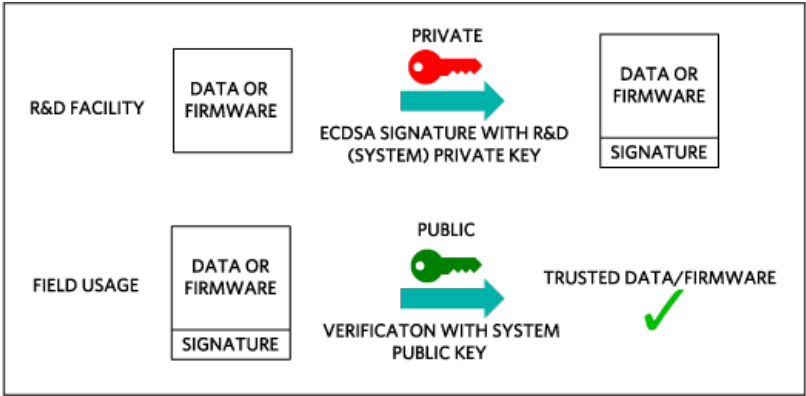 PRIVATE
R&D FACILITY
DATA OR
FIRMWARE
ECDSA SIGNATURE WITH R&D
(SYSTEM) PRIVATE KEY
DATA OR
FIRMWARE
SIGNATURE
PUBLIC
FIELD USAGE
DATA OR
FIRMWARE
SIGNATURE
VERIFICATON WITH SYSTEM
PUBLIC KEY
TRUSTED DATA/FIRMWARE